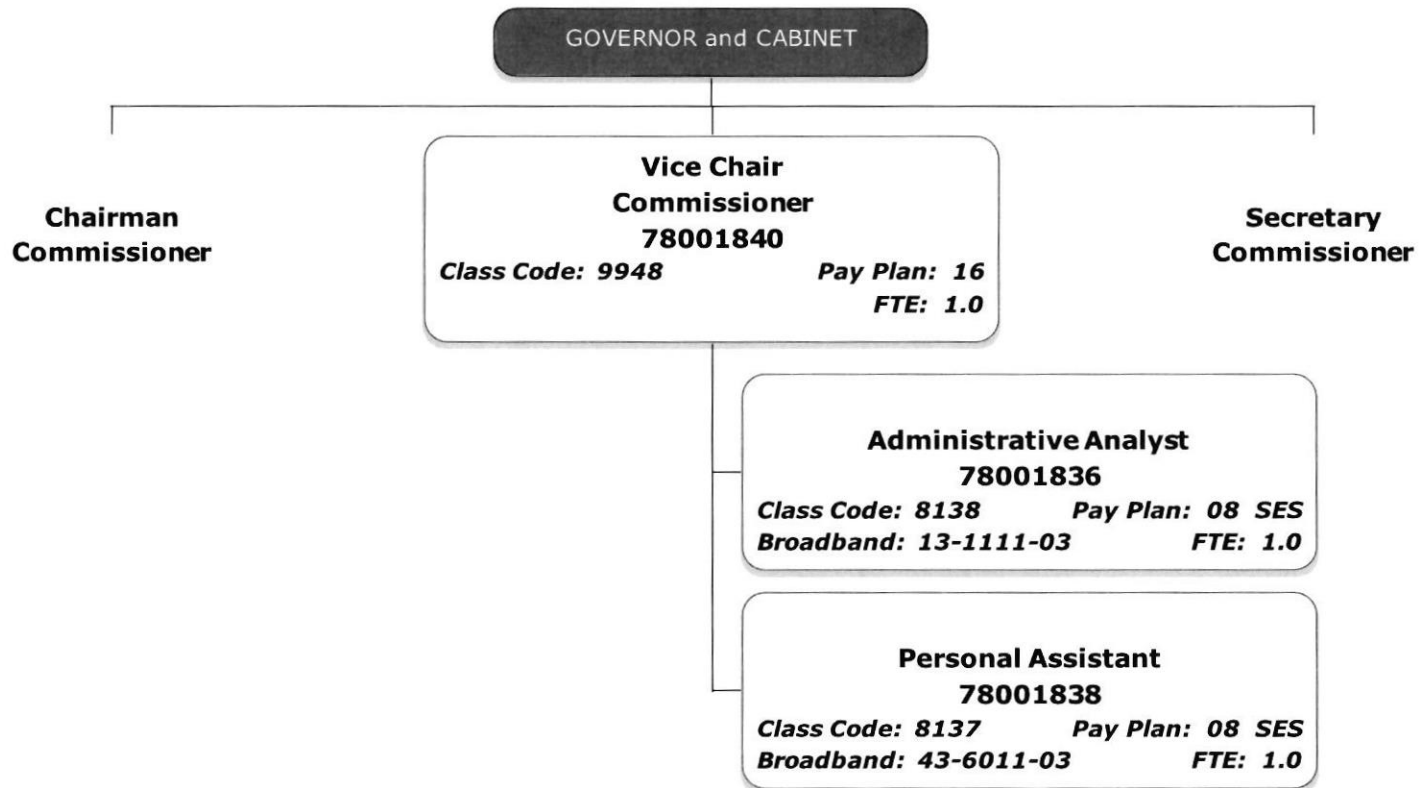 GOVERNOR and CABINET
Chairman
Commissioner
Vice Chair
Commissioner
78001840
Class Code: 9948 Pay Plan: 16
FTE: 1.0
Secretary
Commissioner
Administrative Analyst
78001836
Class Code: 8138 Pay Plan: 08 SES
Broadband: 13-1111-03 FTE: 1.0
Personal Assistant
78001838
Class Code: 8137 Pay Plan: 08 SES
Broadband: 43-6011-03 FTE: 1.0